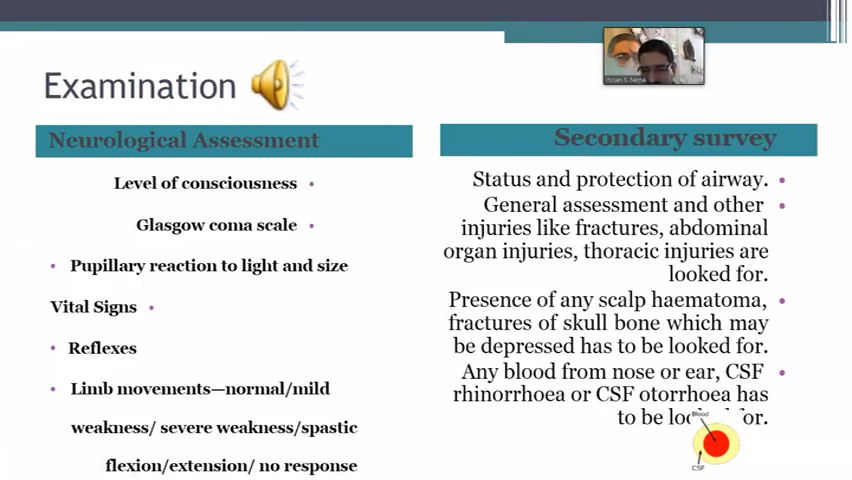 Examination
Neurological Assessment
Level of consciousness •
Glasgow coma scale •
• Pupillary reaction to light and size
Vital Signs •
• Reflexes
• Limb movements—normal/mild
weakness/ severe weakness/spastic
flexion/extension/ no response
Secondary survey
Status and protection of airway. •
General assessment and other •
injuries like fractures, abdominal
organ injuries, thoracic injuries are
looked for.
Presence of any scalp haematoma, •
fractures of skull bone which may
be depressed has to be looked for.
Any blood from nose or ear, CSF •
rhinorrhoea or CSF otorrhoea has
to be
Blood
CSF